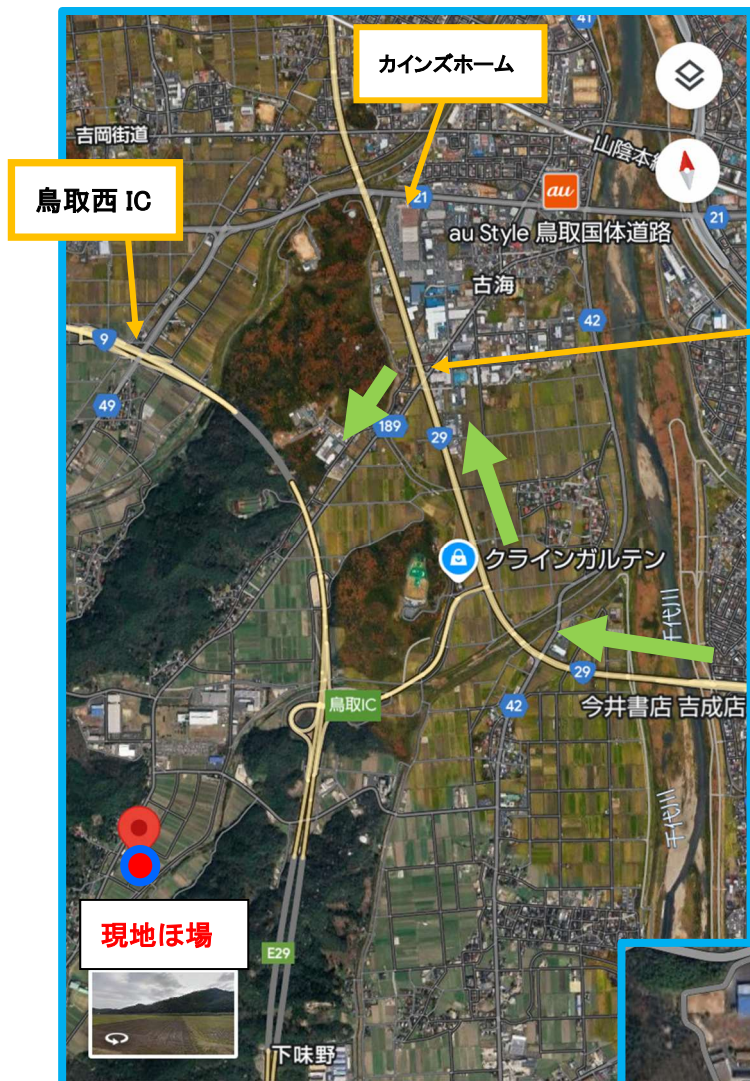 41
カインズホーム
吉岡街道
山陰本線
鳥取西 IC
21
au
21
au Style 鳥取国体道路
古海
42
9
49
189
29
クラインガルテン
千代川
29
鳥取IC
42
今井書店 吉成店
千代川
現地ほ場
E29
下味野